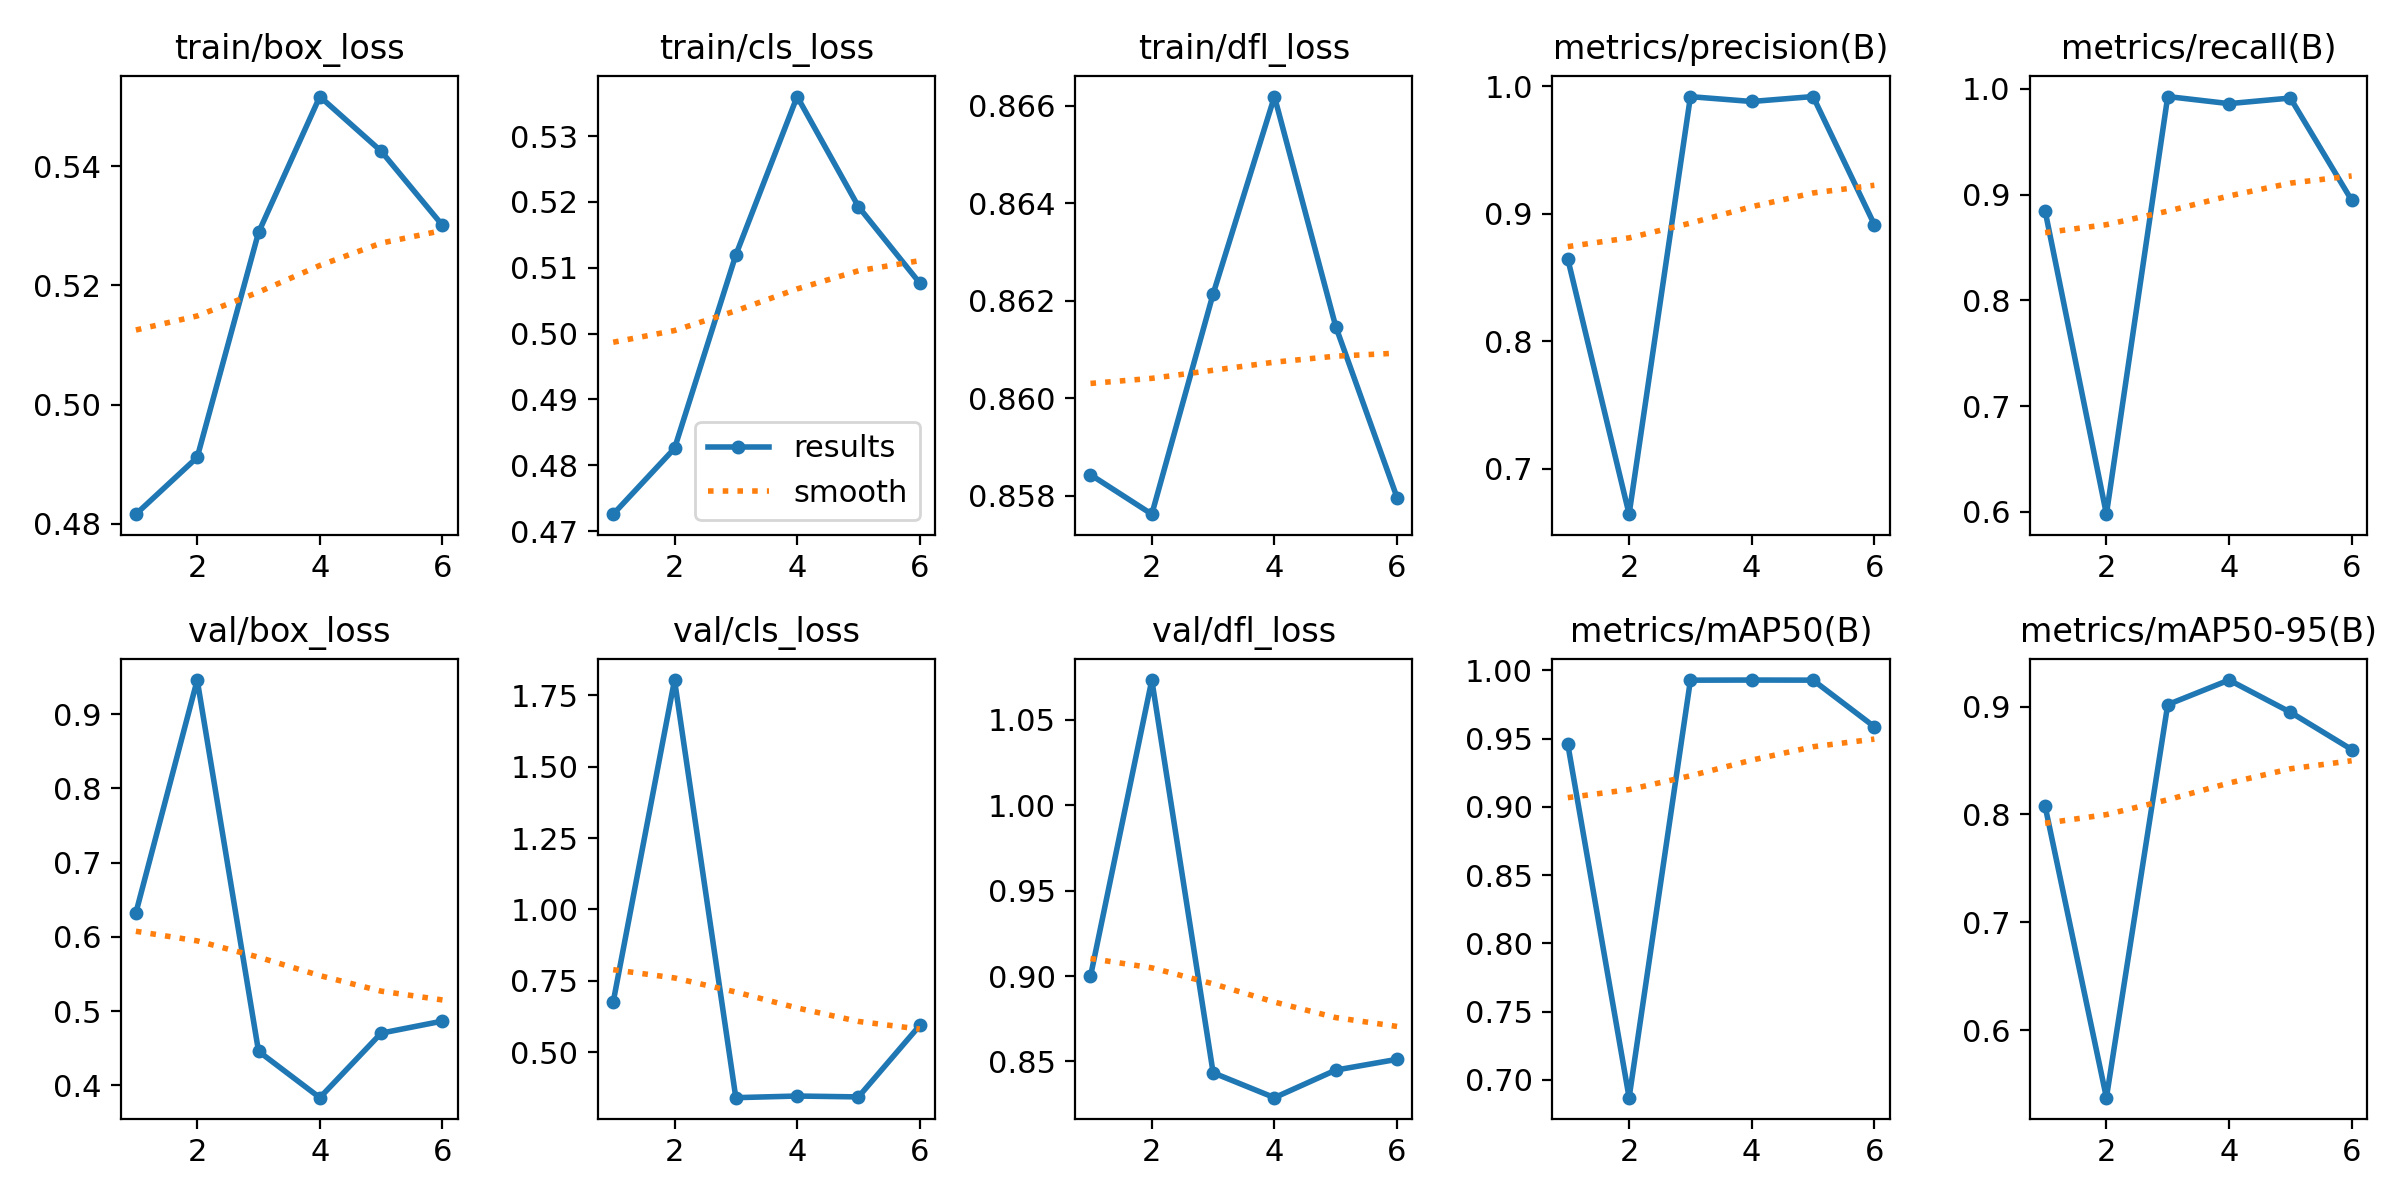 train/box_loss
0.54
0.52
0.50
0.48
2 4 6
train/cls_loss
0.53
0.52
0.51
0.50
0.49
0.48
0.47
results
smooth
2 4 6
train/dfl_loss
0.866
0.864
0.862
0.860
0.858
2 4 6
metrics/precision(B)
1.0
0.9
0.8
0.7
2 4 6
metrics/recall(B)
1.0
0.9
0.8
0.7
0.6
2 4 6
val/box_loss
0.9
0.8
0.7
0.6
0.5
0.4
2 4 6
val/cls_loss
1.75
1.50
1.25
1.00
0.75
0.50
2 4 6
val/dfl_loss
1.05
1.00
0.95
0.90
0.85
2 4 6
metrics/mAP50(B)
1.00
0.95
0.90
0.85
0.80
0.75
0.70
2 4 6
metrics/mAP50-95(B)
0.9
0.8
0.7
0.6
2 4 6